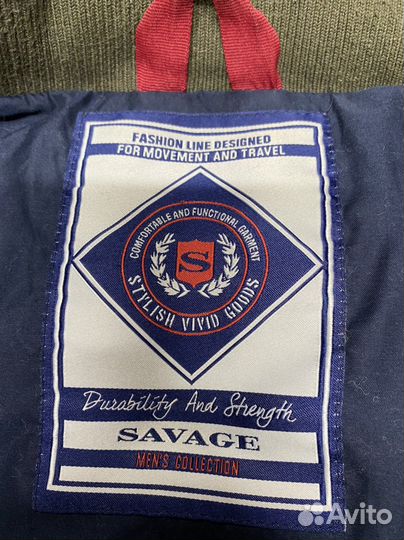 FASHION LINE DESIGNED
FOR MOVEMENT AND TRAVEL
COMFORTABLE AND FUNCTIONAL GARMENT
S
STYLISH VIVID GOODS
Durability And Strength
SAVAGE
MEN'S COLLECTION
Avito